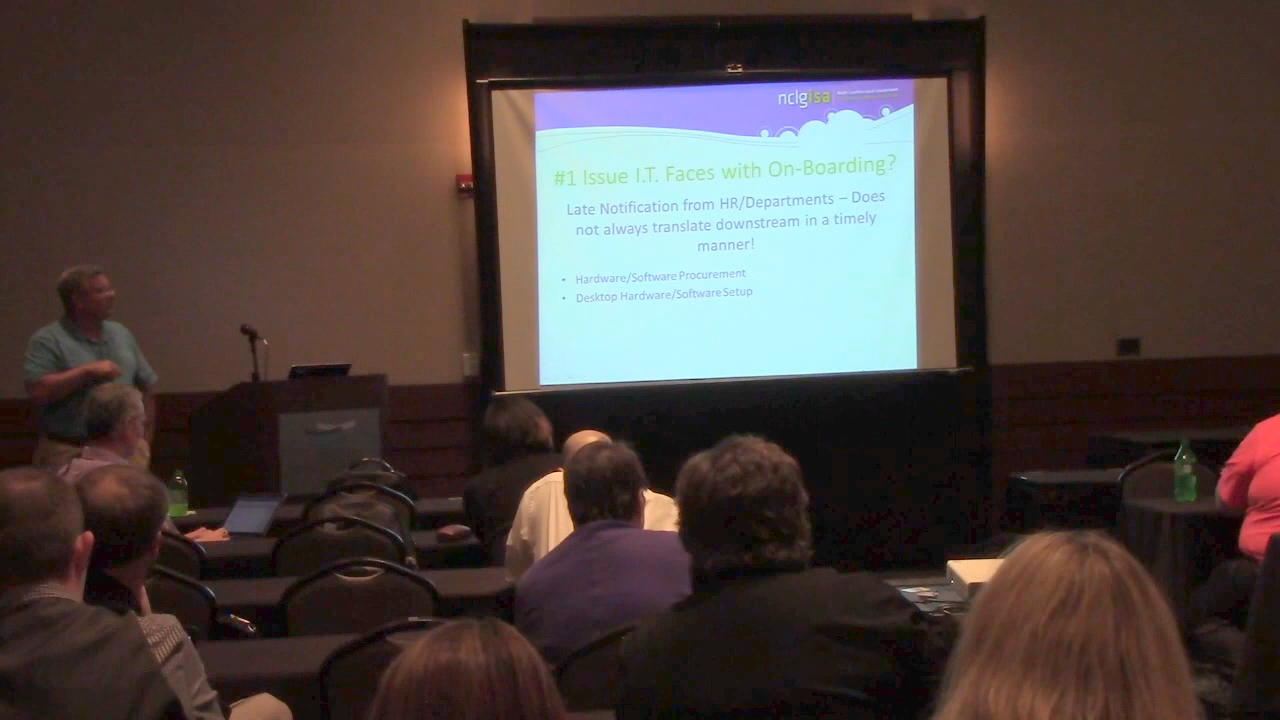 nclgisa
#1 Issue I.T. Faces with On-Boarding?
Late Notification from HR/Departments – Does
not always translate downstream in a timely
manner!
• Hardware/Software Procurement
• Desktop Hardware/Software Setup